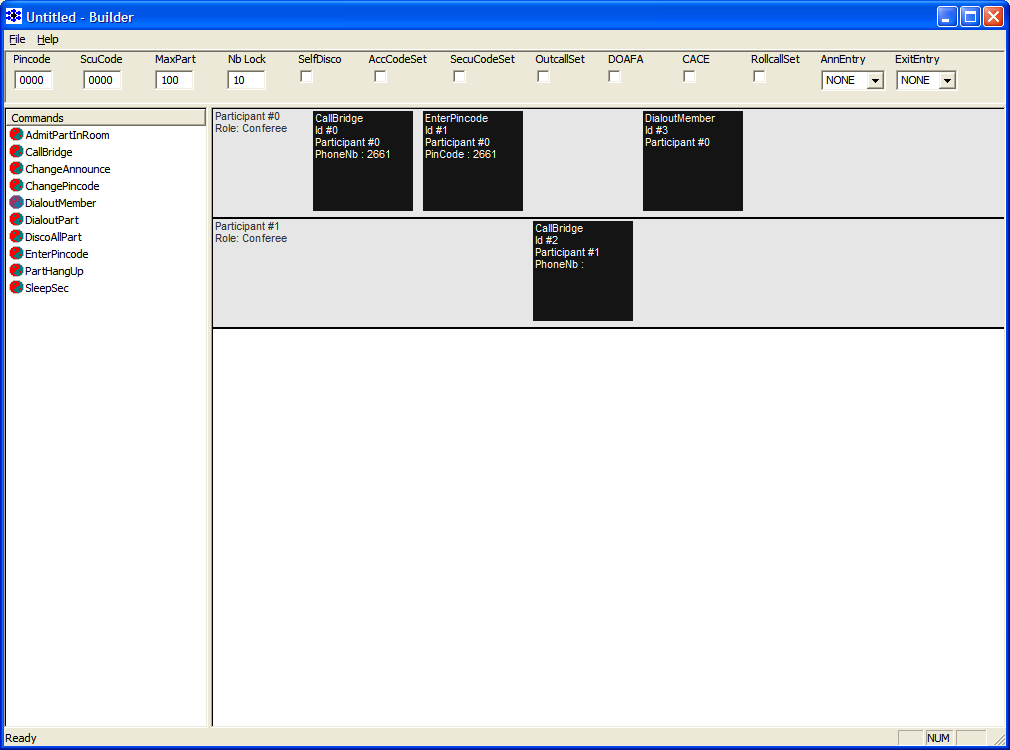 Untitled - Builder
File Help
Pincode ScuCode MaxPart Nb Lock SelfDisco AccCodeSet SecuCodeSet OutcallSet DOAFA CACE RollcallSet AnnEntry ExitEntry
0000 0000 100 10 NONE NONE
Commands
AdmitPartInRoom
CallBridge
ChangeAnnounce
ChangePincode
DialoutMember
DialoutPart
DiscoAllPart
EnterPincode
PartHangUp
SleepSec
Participant #0
Role: Conferee
CallBridge
Id #0
Participant #0
PhoneNb : 2661
EnterPincode
Id #1
Participant #0
PinCode : 2661
DialoutMember
Id #3
Participant #0
Participant #1
Role: Conferee
CallBridge
Id #2
Participant #1
PhoneNb :
Ready NUM